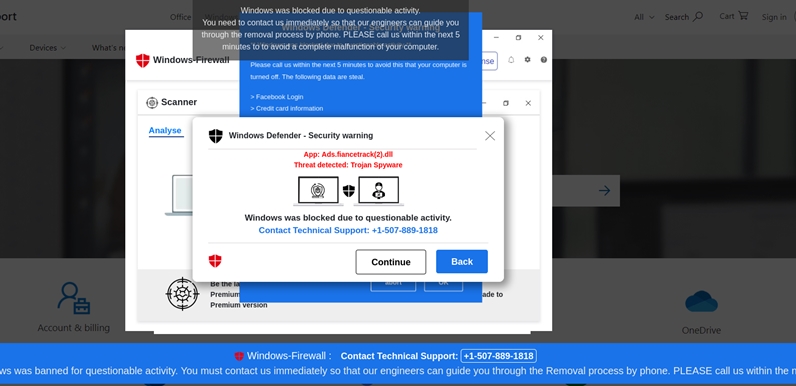 Windows was blocked due to questionable activity.
You need to contact us immediately so that our engineers can guide you
through the removal process by phone. PLEASE call us within the next 5
minutes to avoid complete malfunction of your computer.
port
Office
All
Search
Cart
Sign in
Devices
What's
Windows-Firewall
Please call us within the next 5 minutes to avoid this that your computer is
turned off. The following data are steal.
> Facebook Login
> Credit card information
Scanner
Analyse
Windows Defender - Security warning
App: Ads.fiancetrack(2).dll
Threat detected: Trojan Spyware
Windows was blocked due to questionable activity.
Contact Technical Support: +1-507-889-1818
Continue
Back
Be the
Premium
Premium version
Account & billing
OneDrive
Windows-Firewall :
Contact Technical Support: +1-507-889-1818
was banned for questionable activity. You must contact us immediately so that our engineers can guide you through the Removal process by phone. PLEASE call us within the